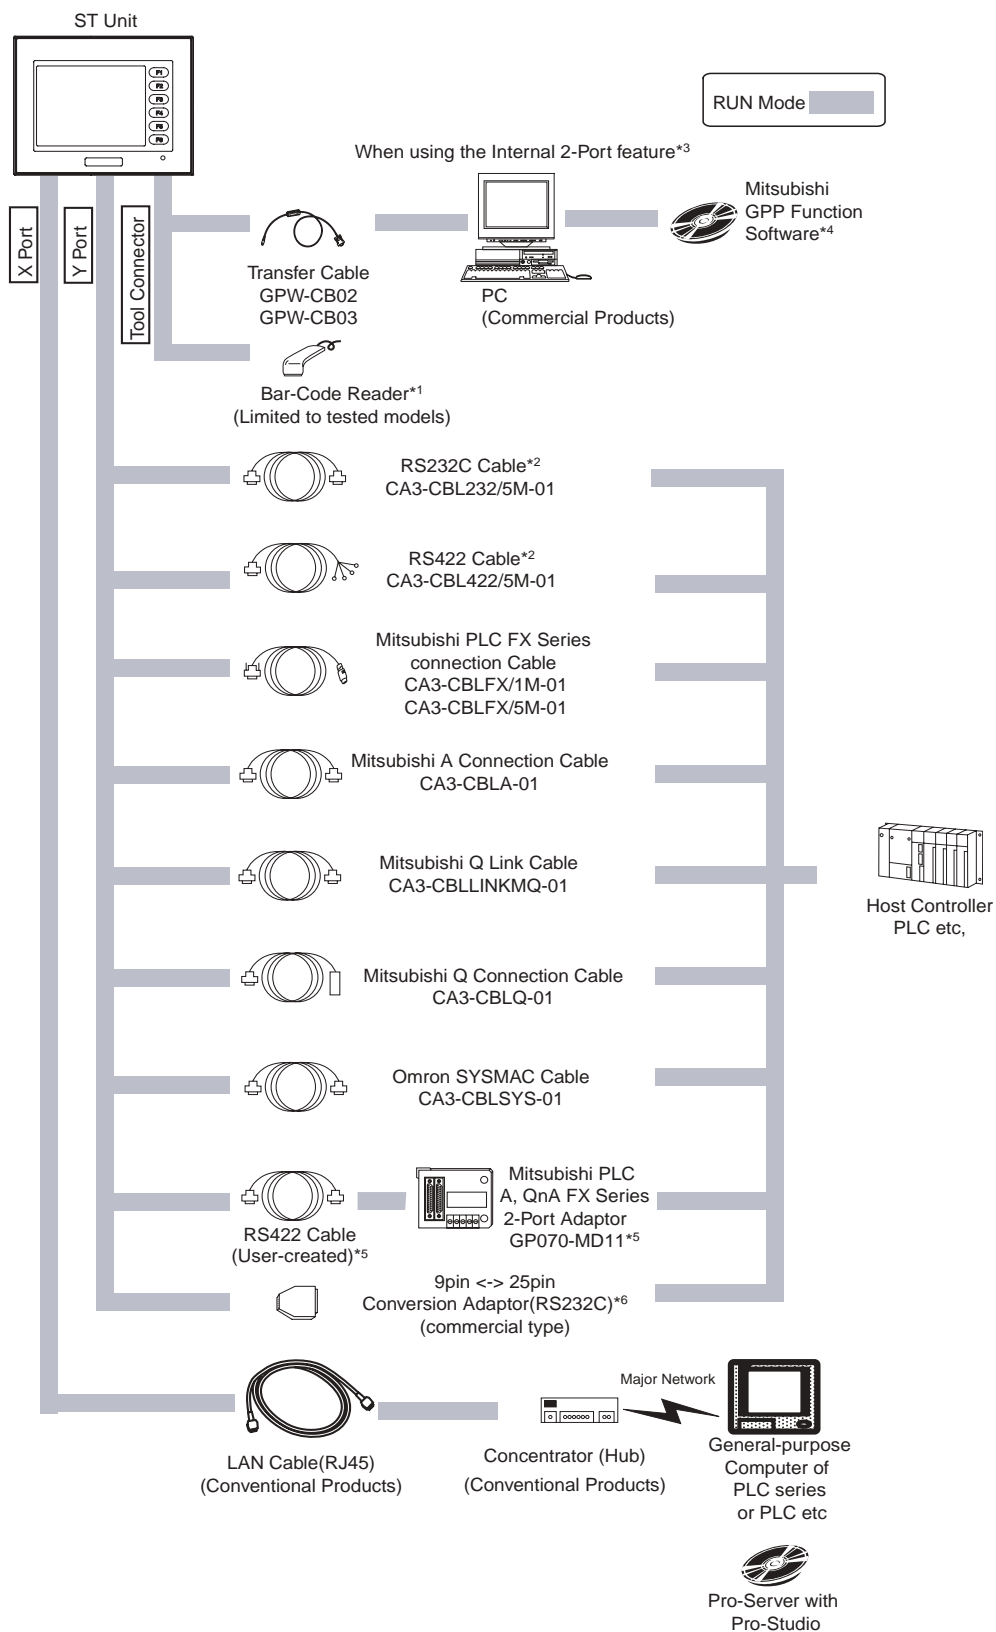 ST Unit
F1
F2
F3
F4
F5
F6
RUN Mode
When using the Internal 2-Port feature*3
X Port
Y Port
Tool Connector
Mitsubishi
GPP Function
Software*4
Transfer Cable
GPW-CB02
GPW-CB03
PC
(Commercial Products)
Bar-Code Reader*1
(Limited to tested models)
RS232C Cable*2
CA3-CBL232/5M-01
RS422 Cable*2
CA3-CBL422/5M-01
Mitsubishi PLC FX Series
connection Cable
CA3-CBLFX/1M-01
CA3-CBLFX/5M-01
Mitsubishi A Connection Cable
CA3-CBLA-01
Mitsubishi Q Link Cable
CA3-CBLLINKMQ-01
Host Controller
PLC etc,
Mitsubishi Q Connection Cable
CA3-CBLQ-01
Omron SYSMAC Cable
CA3-CBLSYS-01
RS422 Cable
(User-created)*5
Mitsubishi PLC
A, QnA FX Series
2-Port Adaptor
GP070-MD11*5
9pin <-> 25pin
Conversion Adaptor(RS232C)*6
(commercial type)
LAN Cable(RJ45)
(Conventional Products)
Concentrator (Hub)
(Conventional Products)
Major Network
General-purpose
Computer of
PLC series
or PLC etc
Pro-Server with
Pro-Studio